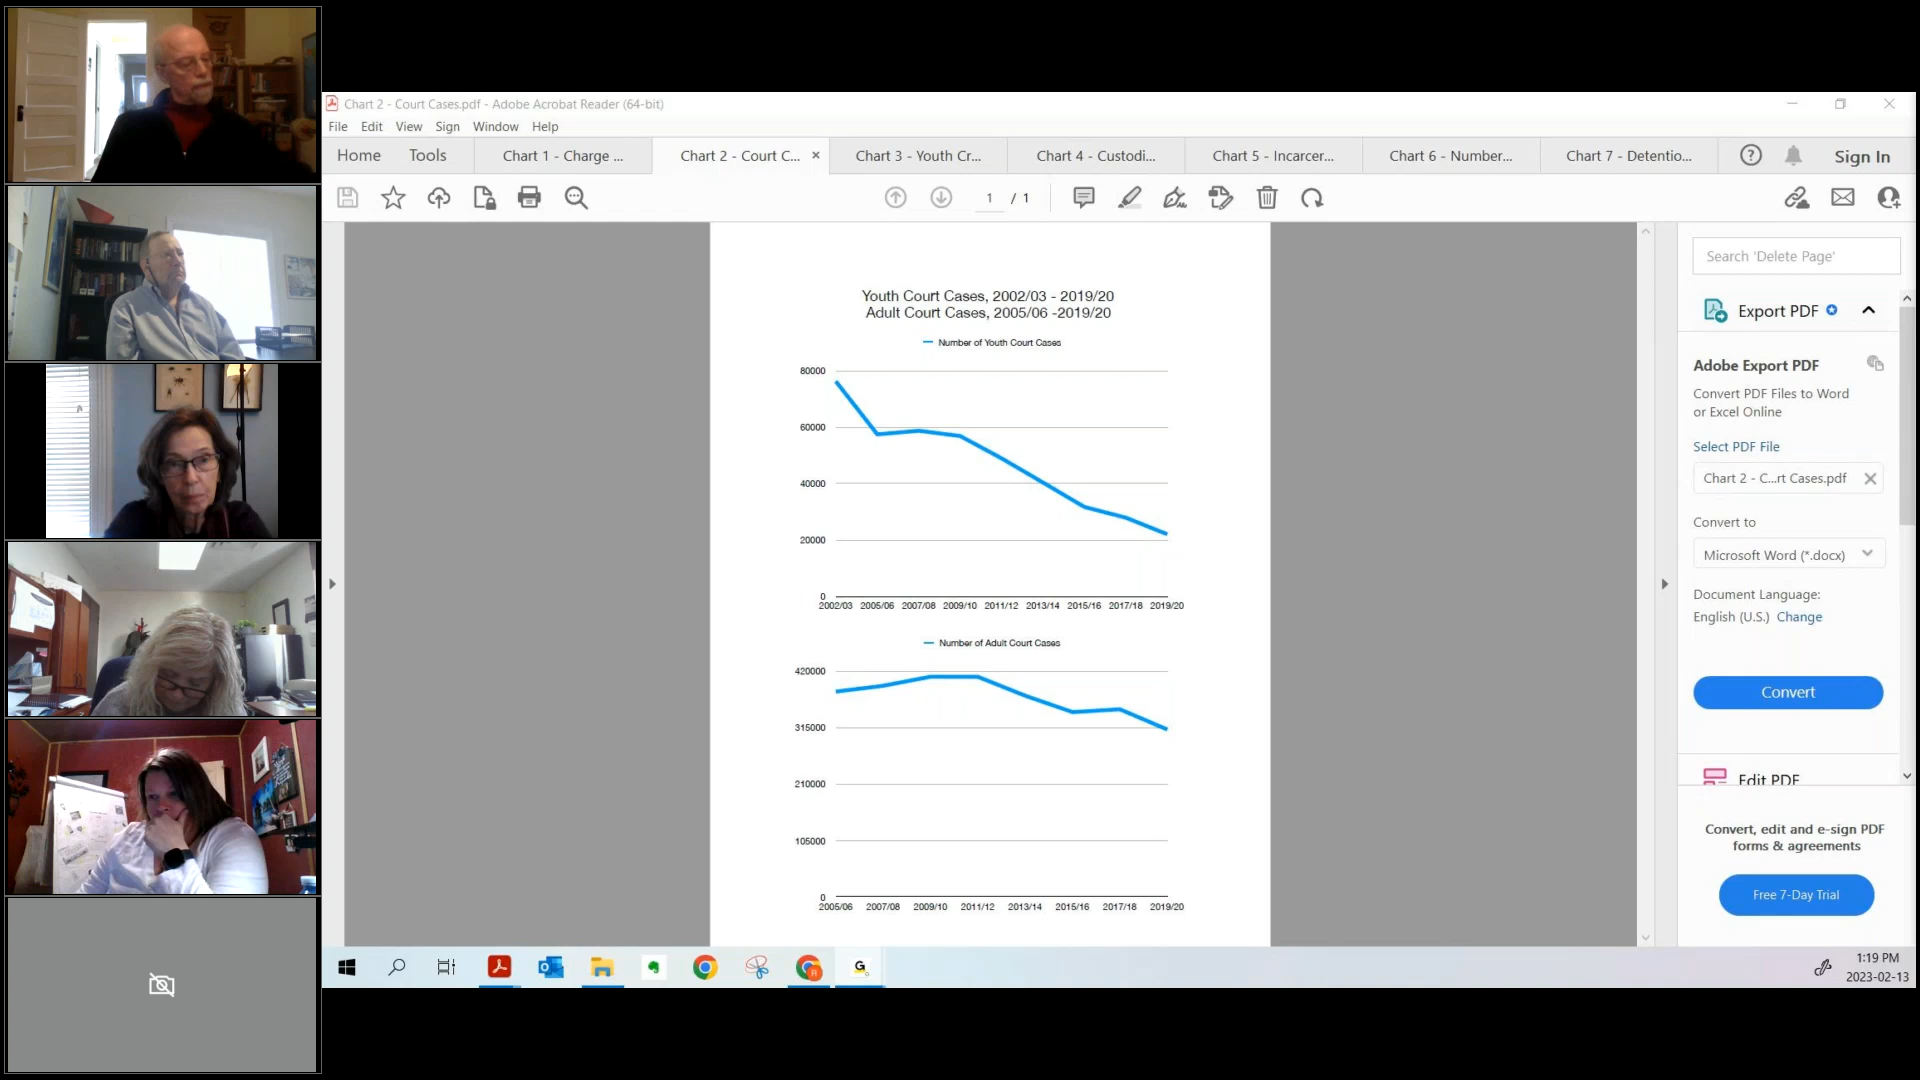 Chart 2 - Court Cases.pdf - Adobe Acrobat Reader (64-bit)
File Edit View Sign Window Help
Home Tools Chart 1 - Charge ... Chart 2 - Court C... Chart 3 - Youth Cr... Chart 4 - Custodi... Chart 5 - Incarcer... Chart 6 - Number... Chart 7 - Detentio... Sign In
1 / 1
Youth Court Cases, 2002/03 - 2019/20
Adult Court Cases, 2005/06 -2019/20
Number of Youth Court Cases
80000
60000
40000
20000
0
2002/03 2005/06 2007/08 2009/10 2011/12 2013/14 2015/16 2017/18 2019/20
Number of Adult Court Cases
420000
315000
210000
105000
0
2005/06 2007/08 2009/10 2011/12 2013/14 2015/16 2017/18 2019/20
Search 'Delete Page'
Export PDF
Adobe Export PDF
Convert PDF Files to Word
or Excel Online
Select PDF File
Chart 2 - C...rt Cases.pdf
Convert to
Microsoft Word (*.docx)
Document Language:
English (U.S.) Change
Convert
Edit PDF
Convert, edit and e-sign PDF
forms & agreements
Free 7-Day Trial
1:19 PM
2023-02-13